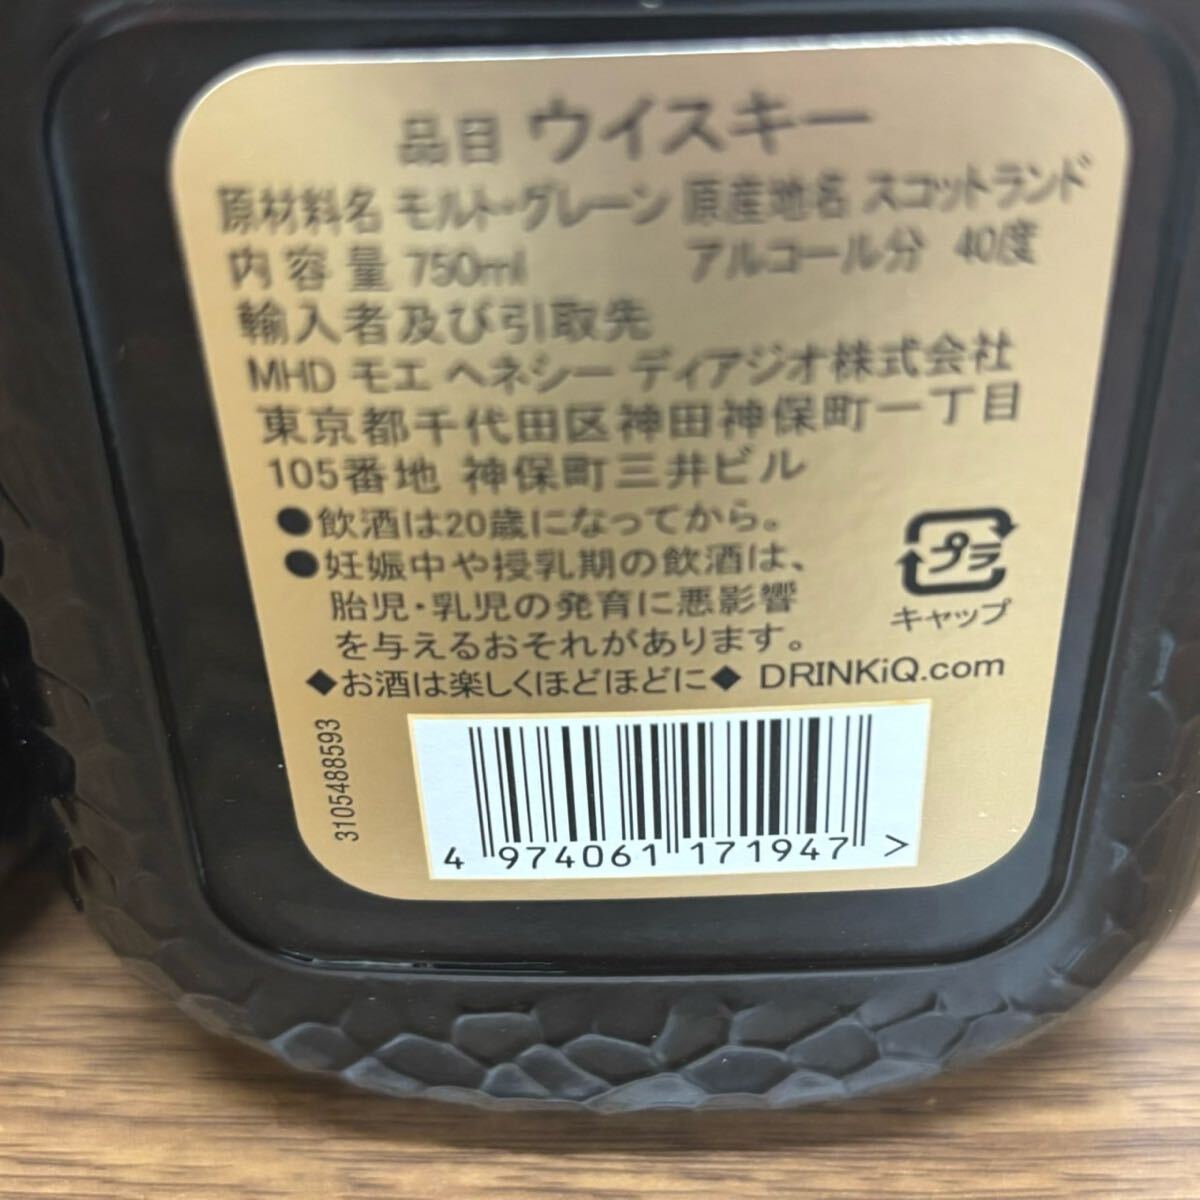 品目 ウイスキー
原材料名 モルト・グレーン 原産地名 スコットランド
内容量 750ml アルコール分 40度
輸入者及び引取先
MHD モエ ヘネシー ディアジオ株式会社
東京都千代田区神田神保町一丁目
105番地 神保町三井ビル
●飲酒は20歳になってから。
●妊娠中や授乳期の飲酒は、
胎児・乳児の発育に悪影響
を与えるおそれがあります。
プラ
キャップ
◆お酒は楽しくほどほどに◆ DRINKiQ.com
3105488593
4 974061 171947 >